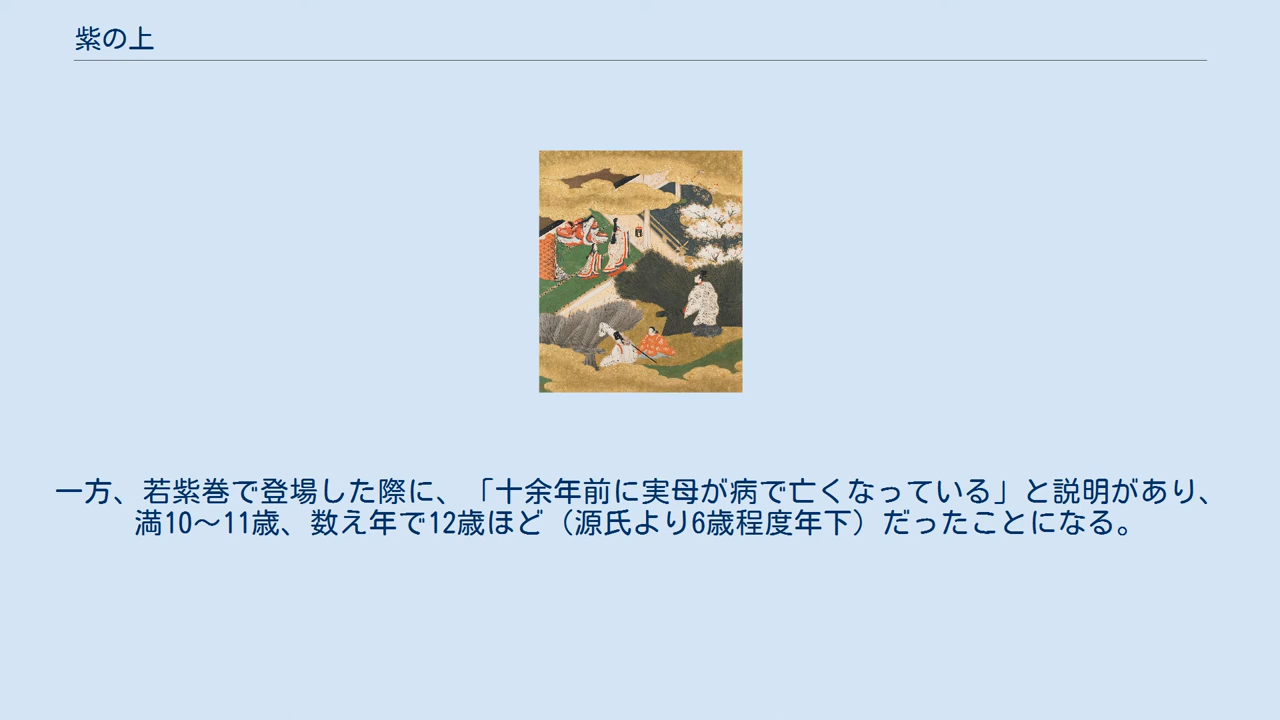 紫の上
一方、若紫巻で登場した際に、「十余年前に実母が病で亡くなっている」と説明があり、
満10～11歳、数え年で12歳ほど（源氏より6歳程度年下）だったことになる。